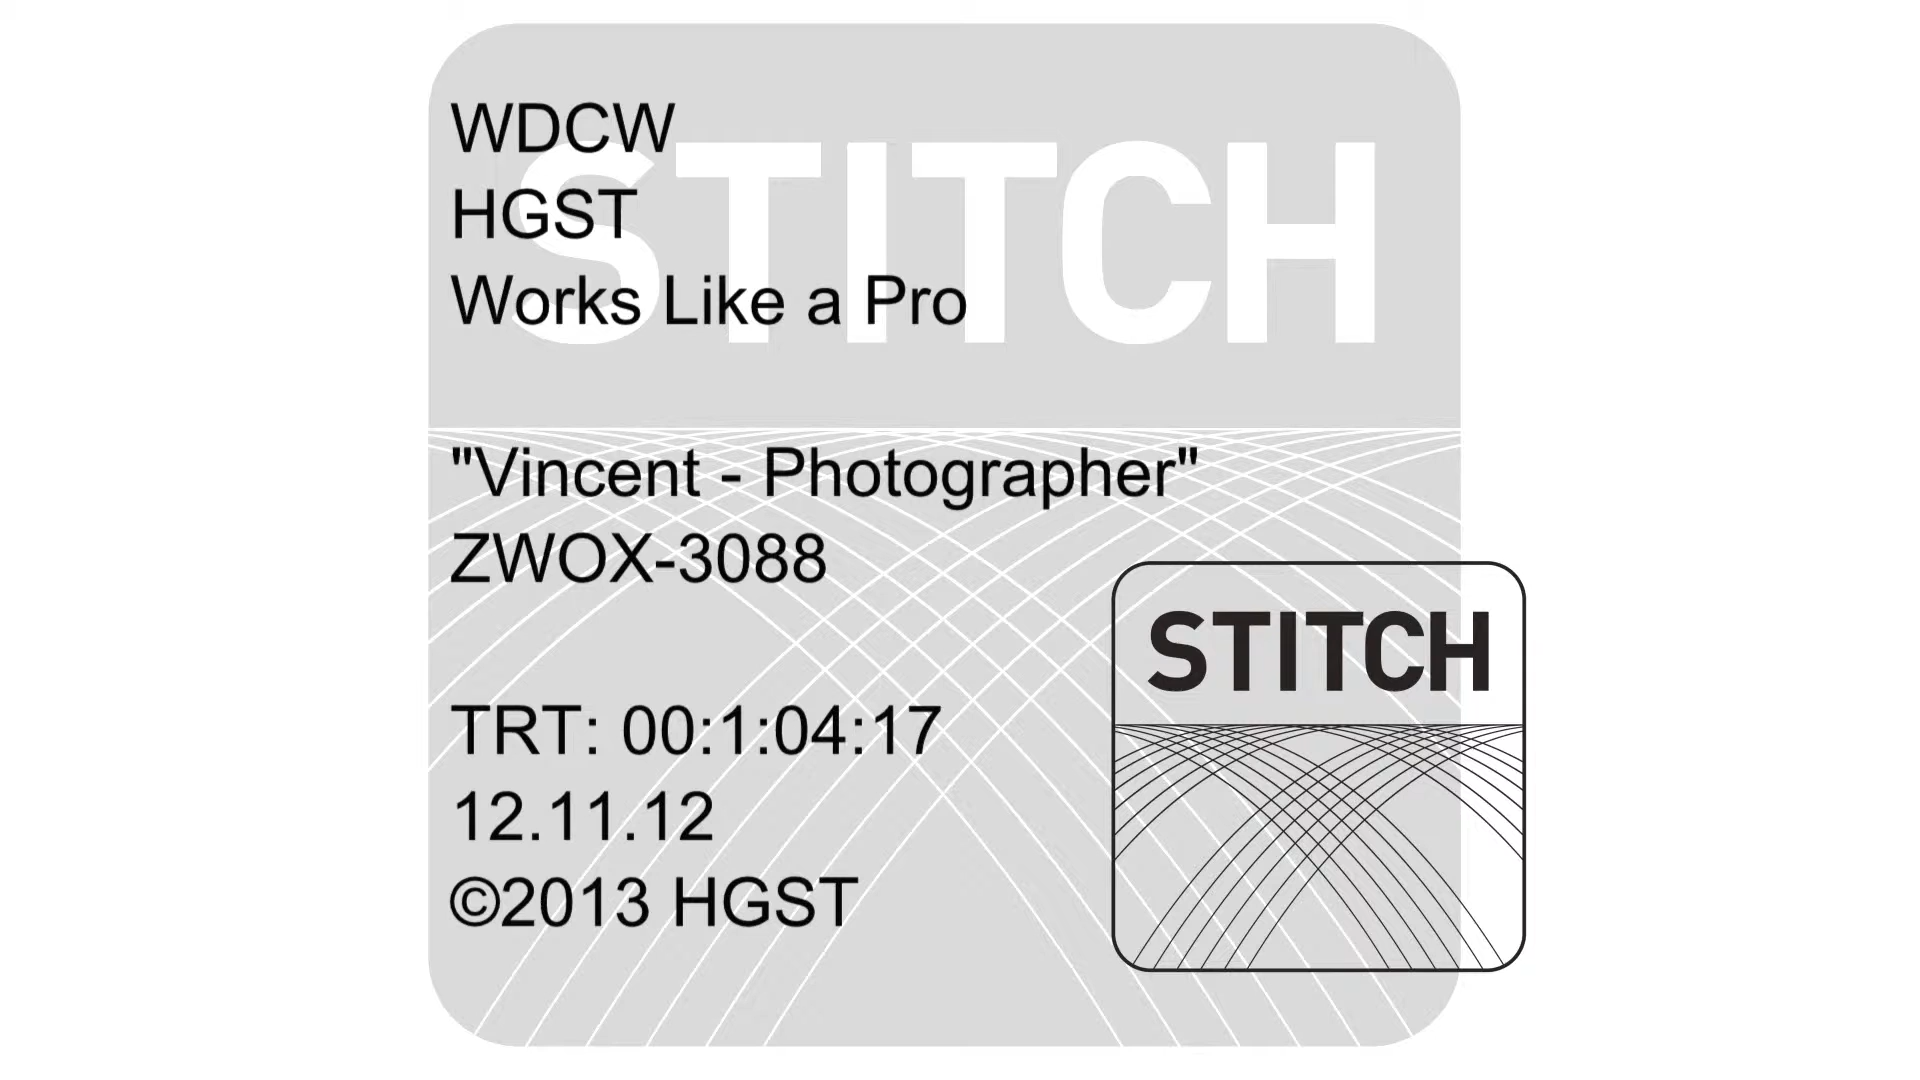 WDCW
HGST
Works Like a Pro
STITCH
"Vincent - Photographer"
ZWOX-3088
STITCH
TRT: 00:1:04:17
12.11.12
©2013 HGST